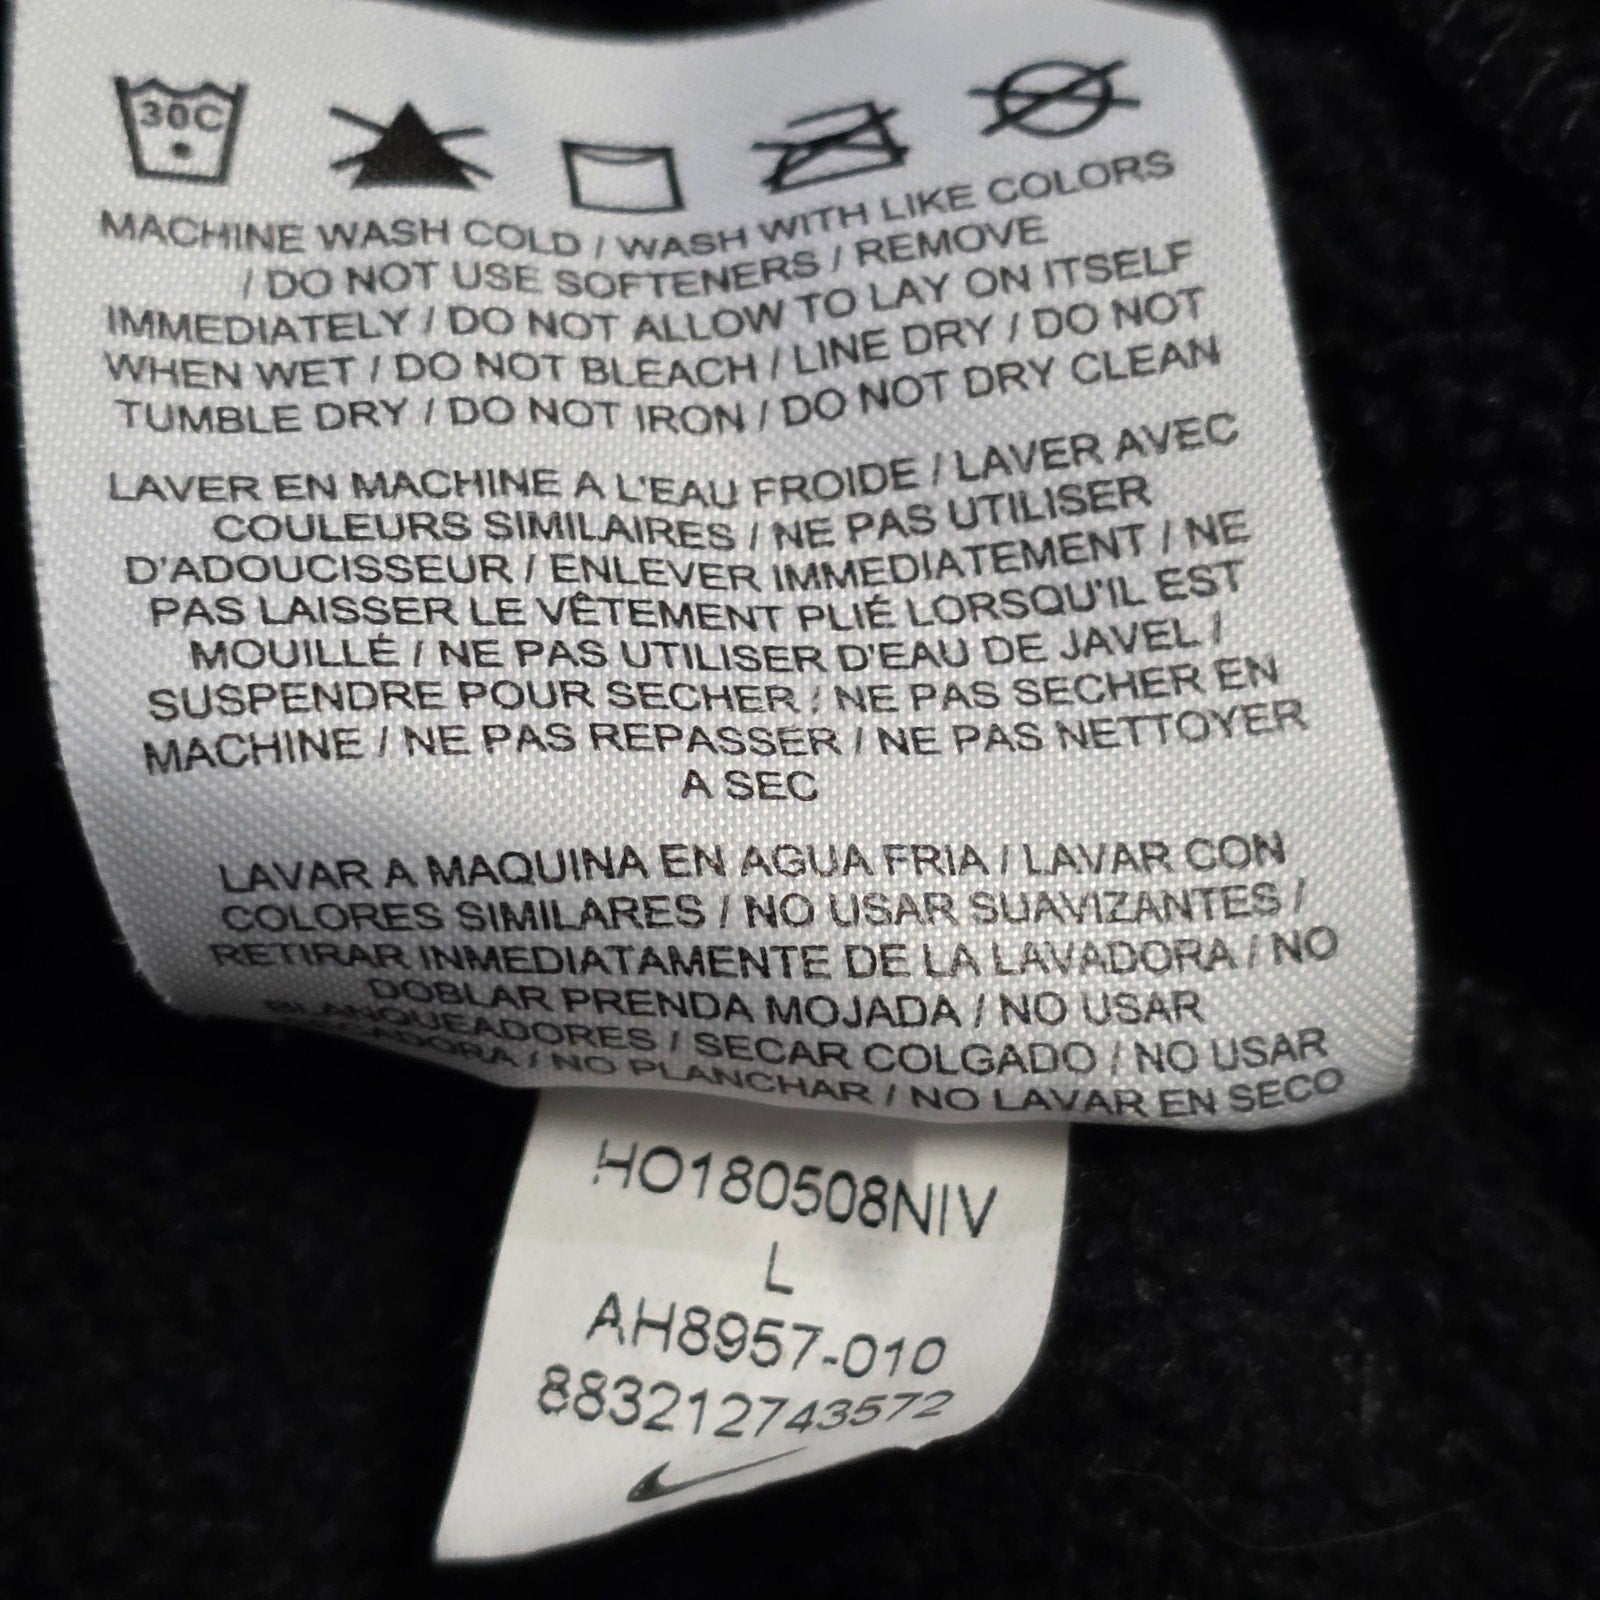 30C
MACHINE WASH COLD / WASH WITH LIKE COLORS
/ DO NOT USE SOFTENERS / REMOVE
IMMEDIATELY / DO NOT ALLOW TO LAY ON ITSELF
WHEN WET / DO NOT BLEACH / LINE DRY / DO NOT
TUMBLE DRY / DO NOT IRON / DO NOT DRY CLEAN
LAVER EN MACHINE A L'EAU FROIDE / LAVER AVEC
COULEURS SIMILAIRES / NE PAS UTILISER
D'ADOUCISSEUR / ENLEVER IMMEDIATEMENT / NE
PAS LAISSER LE VÊTEMENT PLIÉ LORSQU'IL EST
MOUILLÉ / NE PAS UTILISER D'EAU DE JAVEL /
SUSPENDRE POUR SECHER / NE PAS SECHER EN
MACHINE / NE PAS REPASSER / NE PAS NETTOYER
A SEC
LAVAR A MAQUINA EN AGUA FRIA / LAVAR CON
COLORES SIMILARES / NO USAR SUAVIZANTES /
RETIRAR INMEDIATAMENTE DE LA LAVADORA / NO
DOBLAR PRENDA MOJADA / NO USAR
BLANQUEADORES / SECAR COLGADO / NO USAR
/ NO PLANCHAR / NO LAVAR EN SECO
HO180508NIV
L
AH8957-010
883212743572